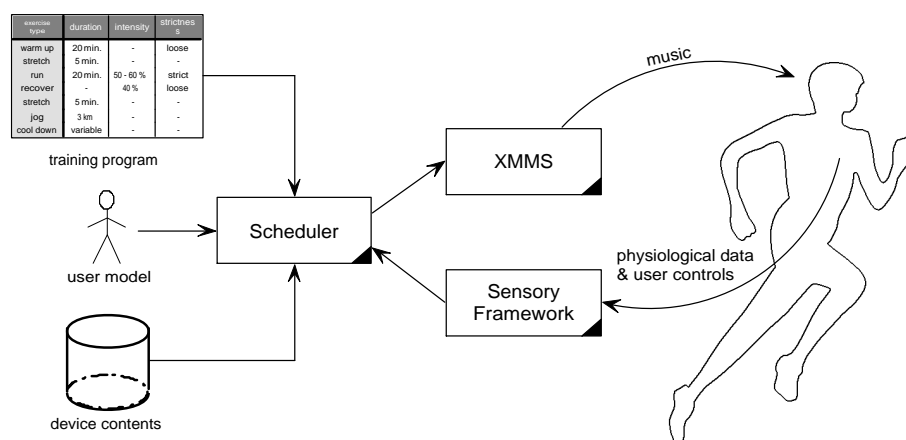 exercise type duration intensity strictnes s
warm up 20 min. - loose
stretch 5 min. - -
run 20 min. 50 - 60 % strict
recover - 40 % loose
stretch 5 min. - -
jog 3 km - -
cool down variable - -
training program
user model
device contents
Scheduler
XMMS
Sensory
Framework
music
physiological data
& user controls